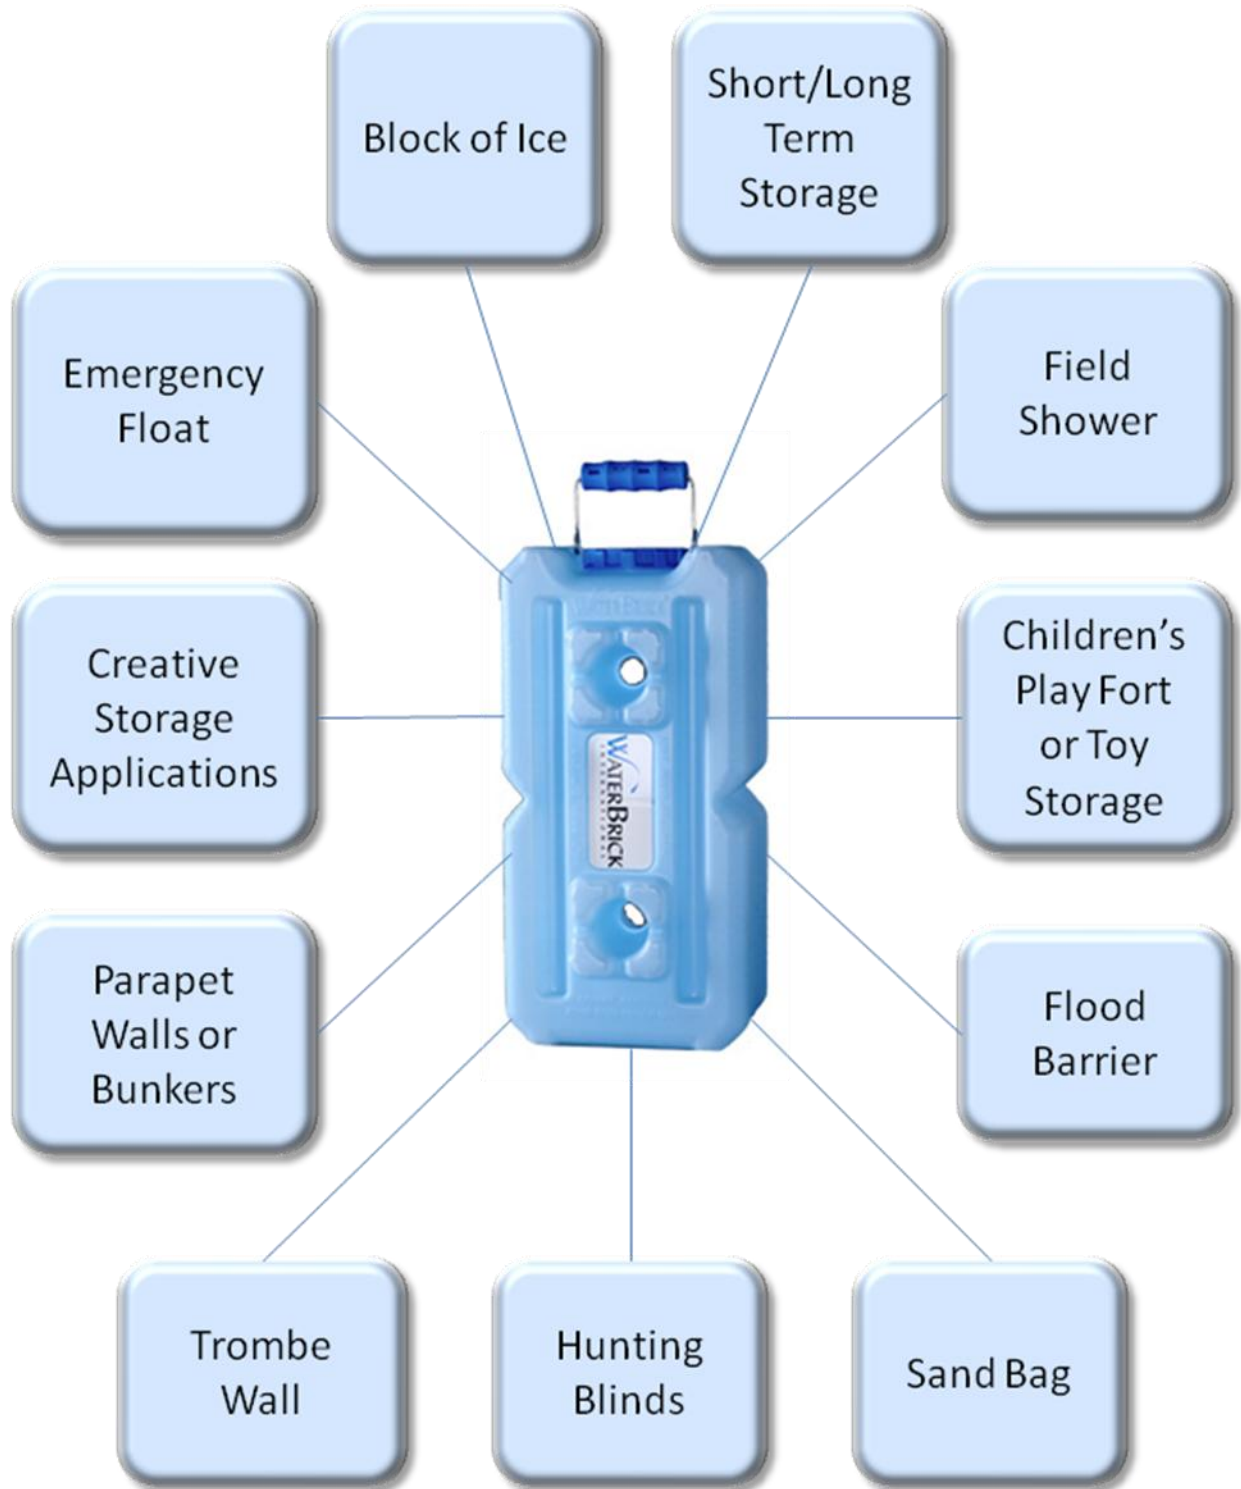 Block of Ice
Short/Long
Term
Storage
Emergency
Float
Field
Shower
Creative
Storage
Applications
Children’s
Play Fort
or Toy
Storage
WATERBRICK
INTERNATIONAL
Parapet
Walls or
Bunkers
Flood
Barrier
Trombe
Wall
Hunting
Blinds
Sand Bag